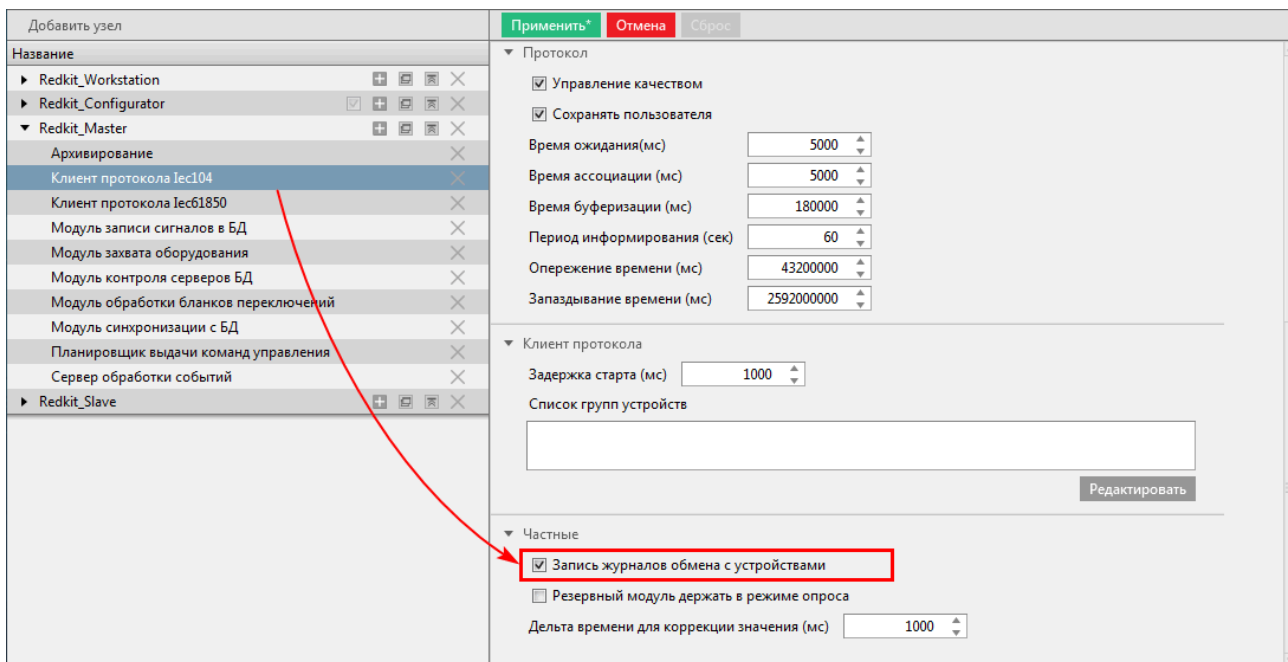 Добавить узел
Название
Redkit_Workstation
Redkit_Configurator
Redkit_Master
Архивирование
Клиент протокола Iec104
Клиент протокола Iec61850
Модуль записи сигналов в БД
Модуль захвата оборудования
Модуль контроля серверов БД
Модуль обработки бланков переключений
Модуль синхронизации с БД
Планировщик выдачи команд управления
Сервер обработки событий
Redkit_Slave
Применить* Отмена Сброс
Протокол
Управление качеством
Сохранять пользователя
Время ожидания(мс) 5000
Время ассоциации (мс) 5000
Время буферизации (мс) 180000
Период информирования (сек) 60
Опережение времени (мс) 43200000
Запаздывание времени (мс) 2592000000
Клиент протокола
Задержка старта (мс) 1000
Список групп устройств
Редактировать
Частные
Запись журналов обмена с устройствами
Резервный модуль держать в режиме опроса
Дельта времени для коррекции значения (мс) 1000